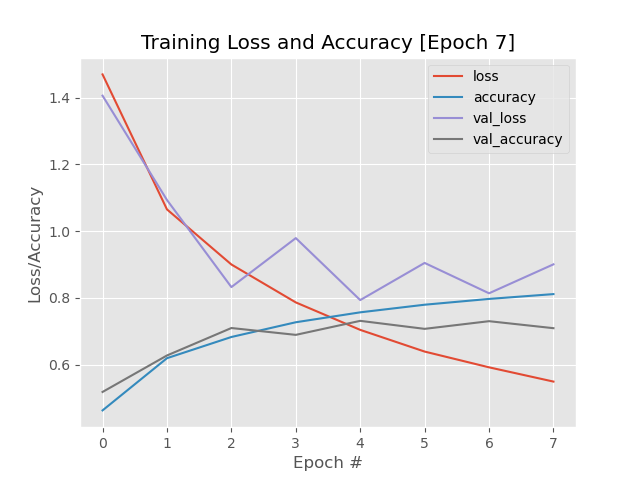 Training Loss and Accuracy [Epoch 7]
loss
accuracy
val_loss
val_accuracy
Loss/Accuracy
1.4
1.2
1.0
0.8
0.6
0 1 2 3 4 5 6 7
Epoch #